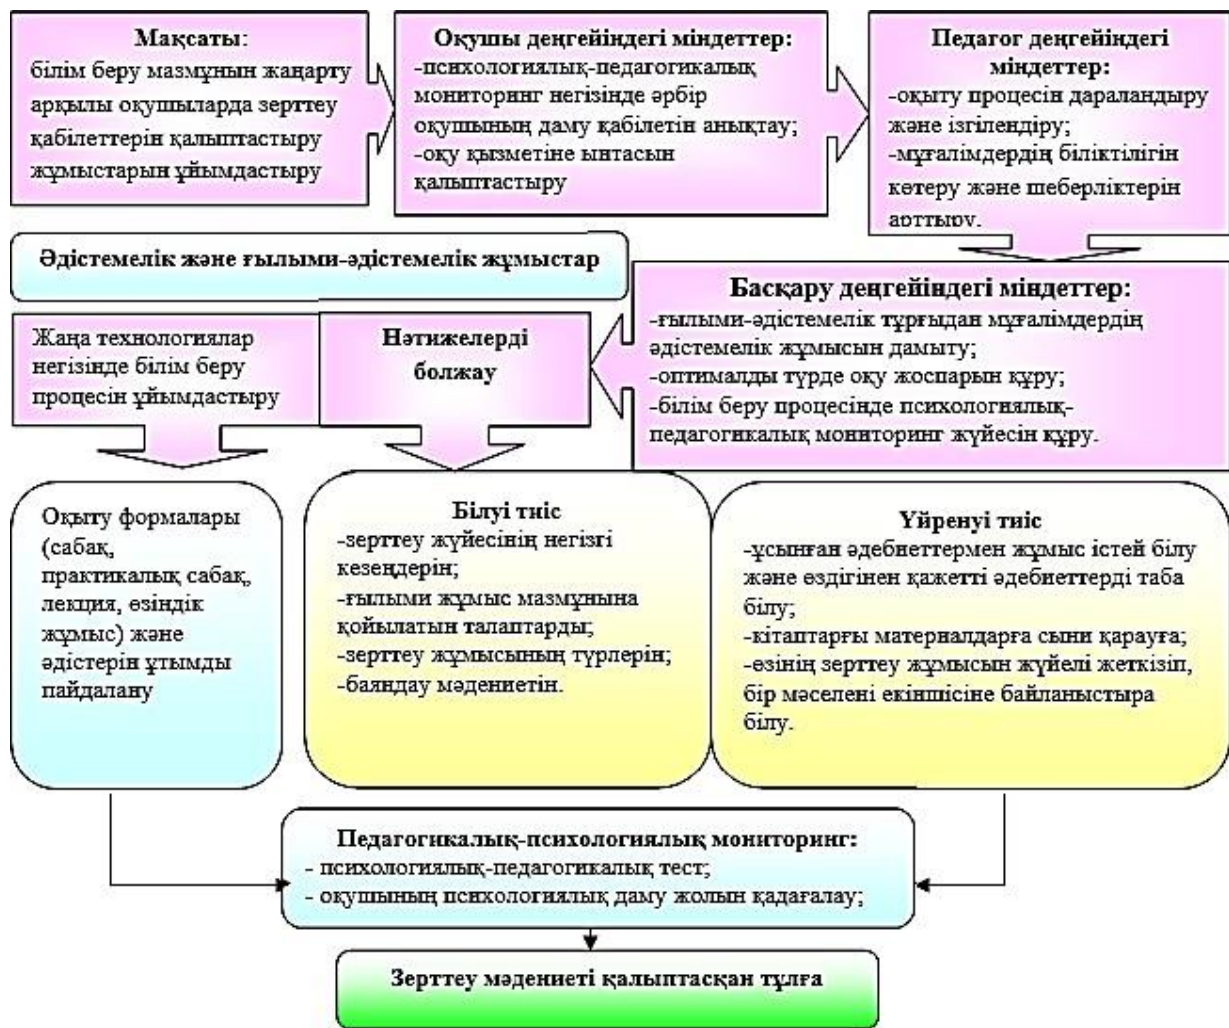 Мақсаты:
білім беру мазмұнын жаңарту
арқылы оқушыларда зерттеу
қабілеттерін қалыптастыру
жұмыстарын ұйымдастыру
Оқушы деңгейіндегі міндеттер:
-психологиялық-педагогикалық
мониторинг негізінде әрбір
оқушының даму қабілетін анықтау;
-оқу қызметіне ынтасын
қалыптастыру
Педагог деңгейіндегі
міндеттер:
-оқыту процесін дараландыру
және ізгілендіру;
-мұғалімдердің біліктілігін
көтеру және шеберліктерін
арттыру.
Әдістемелік және ғылыми-әдістемелік жұмыстар
Басқару деңгейіндегі міндеттер:
-ғылыми-әдістемелік тұрғыдан мұғалімдердің
әдістемелік жұмысын дамыту;
-оптималды түрде оқу жоспарын құру;
-білім беру процесінде психологиялық-
педагогикалық мониторинг жүйесін құру.
Нәтижелерді
болжау
Жаңа технологиялар
негізінде білім беру
процесін ұйымдастыру
Оқыту формалары
(сабақ,
практикалық сабақ,
лекция, өзіндік
жұмыс) және
әдістерін ұтымды
пайдалану
Білуі тиіс
-зерттеу жүйесінің негізгі
кезеңдерін;
-ғылыми жұмыс мазмұнына
қойылатын талаптарды;
-зерттеу жұмысының түрлерін;
-баяндау мәдениетін.
Үйренуі тиіс
-ұсынған әдебиеттермен жұмыс істей білу
және өздігінен қажетті әдебиеттерді таба
білу;
-кітаптарғы материалдарға сыни қарауға;
-өзінің зерттеу жұмысын жүйелі жеткізіп,
бір мәселені екіншісіне байланыстыра
білу.
Педагогикалық-психологиялық мониторинг:
- психологиялық-педагогикалық тест;
- оқушының психологиялық даму жолын қадағалау;
Зерттеу мәдениеті қалыптасқан тұлға